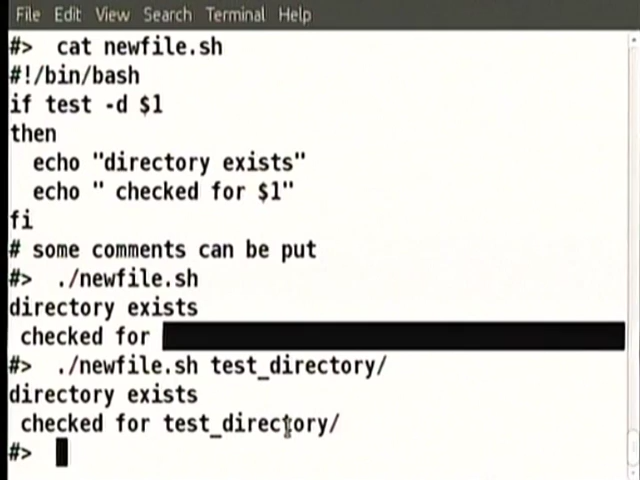 File Edit View Search Terminal Help
#> cat newfile.sh
#!/bin/bash
if test -d $1
then
  echo "directory exists"
  echo " checked for $1"
fi
# some comments can be put
#> ./newfile.sh
directory exists
 checked for
#> ./newfile.sh test_directory/
directory exists
 checked for test_directory/
#>